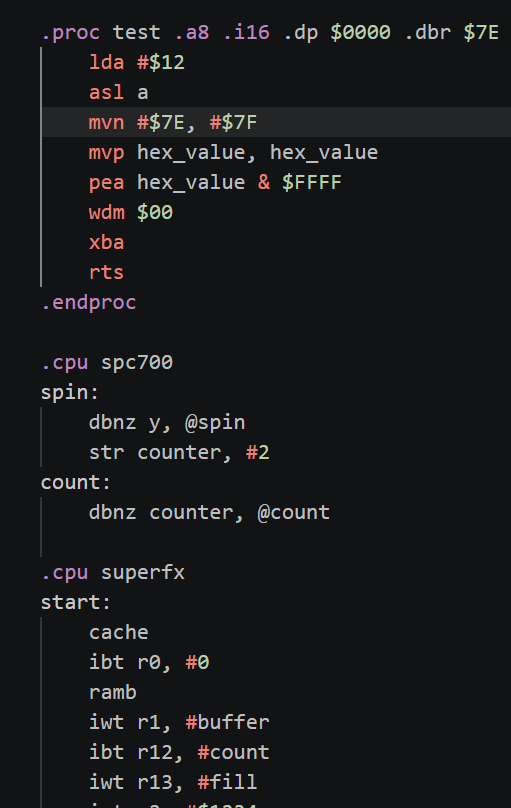 .proc test .a8 .i16 .dp $0000 .dbr $7E
lda #$12
asl a
mvn #$7E, #$7F
mvp hex_value, hex_value
pea hex_value & $FFFF
wdm $00
xba
rts
.endproc
.cpu spc700
spin:
dbnz y, @spin
str counter, #2
count:
dbnz counter, @count
.cpu superfx
start:
cache
ibt r0, #0
ramb
iwt r1, #buffer
ibt r12, #count
iwt r13, #fill